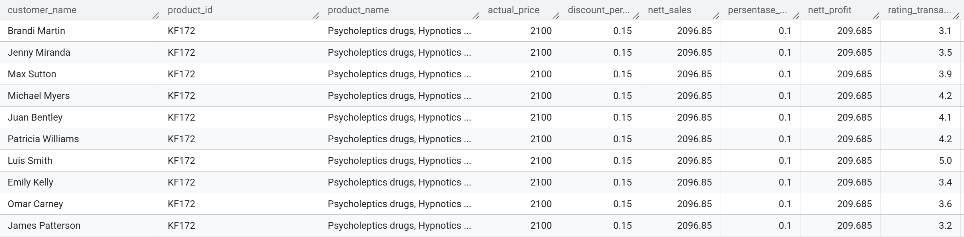 customer_name product_id product_name actual_price discount_per... nett_sales persentase_... nett_profit rating_transa...
Brandi Martin KF172 Psycholeptics drugs, Hypnotics ... 2100 0.15 2096.85 0.1 209.685 3.1
Jenny Miranda KF172 Psycholeptics drugs, Hypnotics ... 2100 0.15 2096.85 0.1 209.685 3.5
Max Sutton KF172 Psycholeptics drugs, Hypnotics ... 2100 0.15 2096.85 0.1 209.685 3.9
Michael Myers KF172 Psycholeptics drugs, Hypnotics ... 2100 0.15 2096.85 0.1 209.685 4.2
Juan Bentley KF172 Psycholeptics drugs, Hypnotics ... 2100 0.15 2096.85 0.1 209.685 4.1
Patricia Williams KF172 Psycholeptics drugs, Hypnotics ... 2100 0.15 2096.85 0.1 209.685 4.2
Luis Smith KF172 Psycholeptics drugs, Hypnotics ... 2100 0.15 2096.85 0.1 209.685 5.0
Emily Kelly KF172 Psycholeptics drugs, Hypnotics ... 2100 0.15 2096.85 0.1 209.685 3.4
Omar Carney KF172 Psycholeptics drugs, Hypnotics ... 2100 0.15 2096.85 0.1 209.685 3.6
James Patterson KF172 Psycholeptics drugs, Hypnotics ... 2100 0.15 2096.85 0.1 209.685 3.2